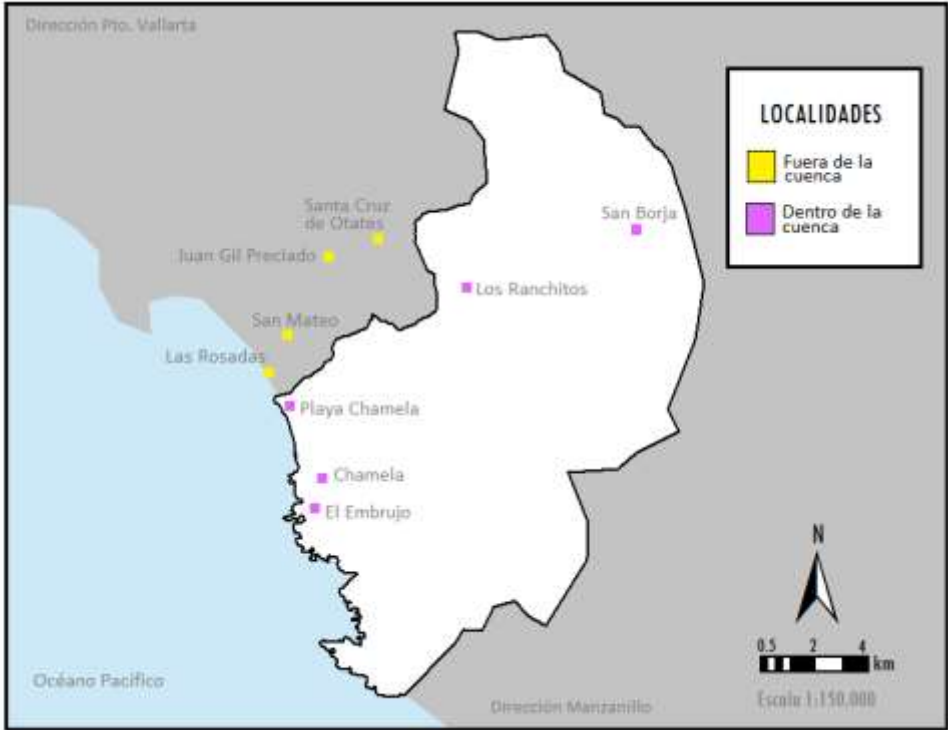 Dirección Pto. Vallarta
LOCALIDADES
Fuera de la
cuenca
Dentro de la
cuenca
Santa Cruz
de Otates
San Borja
Juan Gil Preciado
Los Ranchitos
San Mateo
Las Rosadas
Playa Chamela
Chamela
El Embrujo
N
0.5 2 4
km
Océano Pacífico
Escala 1:150.000
Dirección Manzanillo